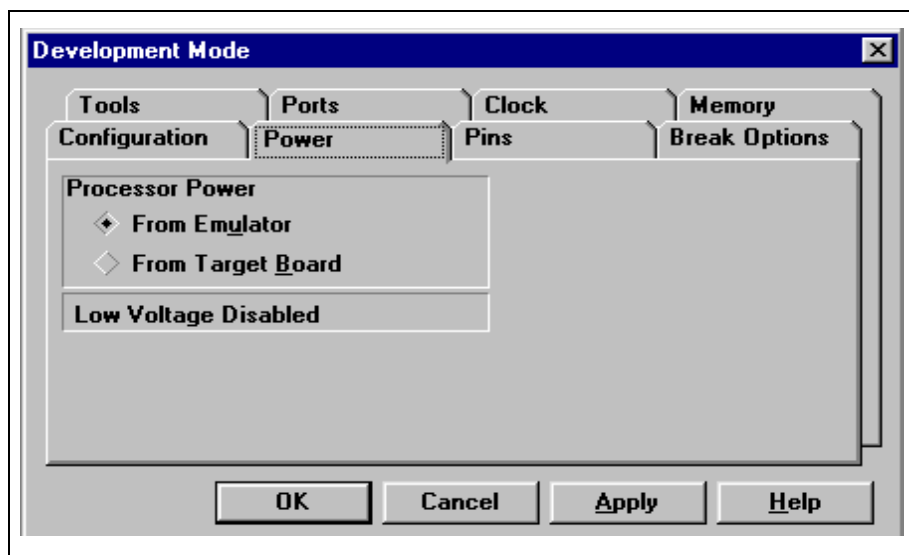 Development Mode
Tools Ports Clock Memory
Configuration Power Pins Break Options
Processor Power
From Emulator
From Target Board
Low Voltage Disabled
OK Cancel Apply Help